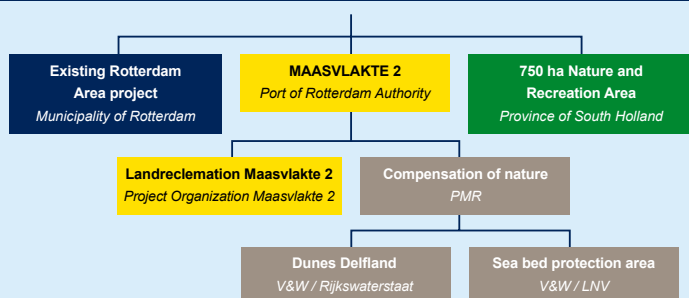 Existing Rotterdam
Area project
Municipality of Rotterdam
MAASVLAKTE 2
Port of Rotterdam Authority
750 ha Nature and
Recreation Area
Province of South Holland
Landreclemation Maasvlakte 2
Project Organization Maasvlakte 2
Compensation of nature
PMR
Dunes Delfland
V&W / Rijkswaterstaat
Sea bed protection area
V&W / LNV